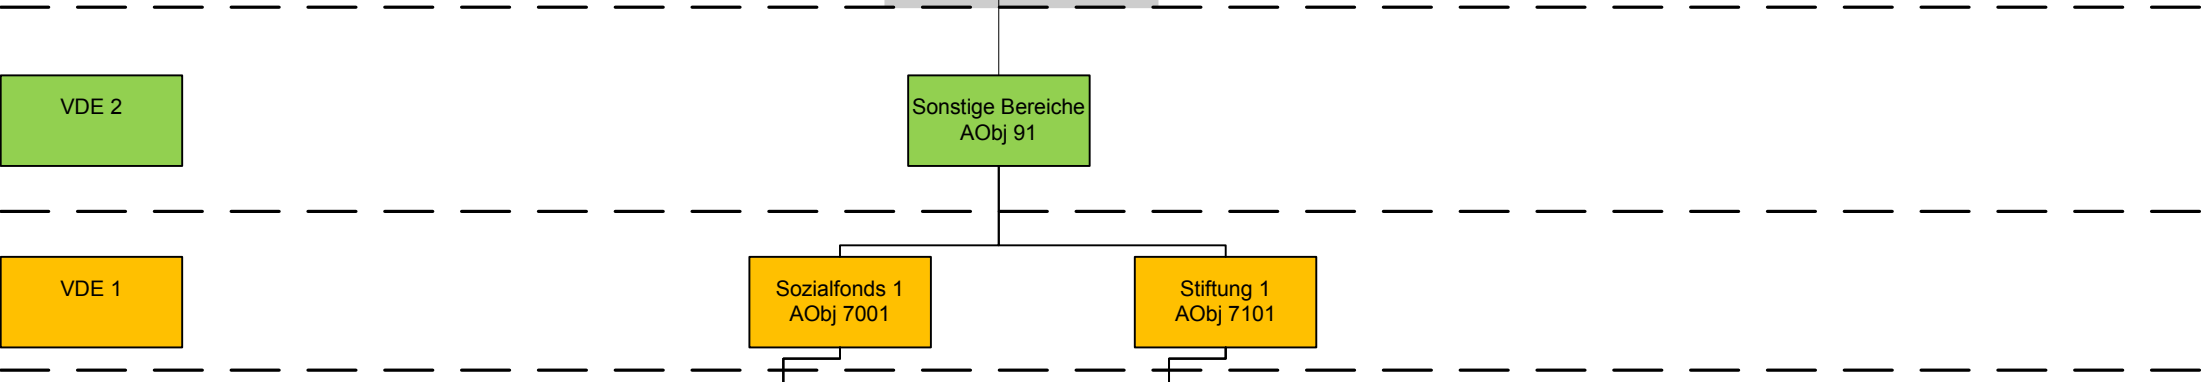 VDE 2
Sonstige Bereiche
AObj 91
VDE 1
Sozialfonds 1
AObj 7001
Stiftung 1
AObj 7101